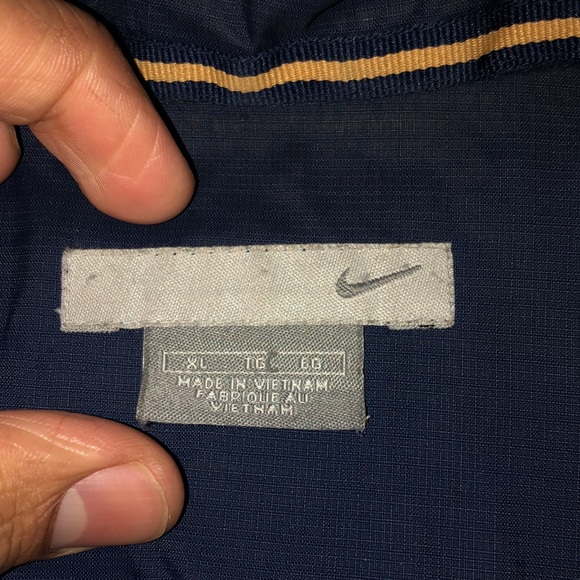 XL TG EG
MADE IN VIETNAM
FABRIQUE AU
VIETNAM